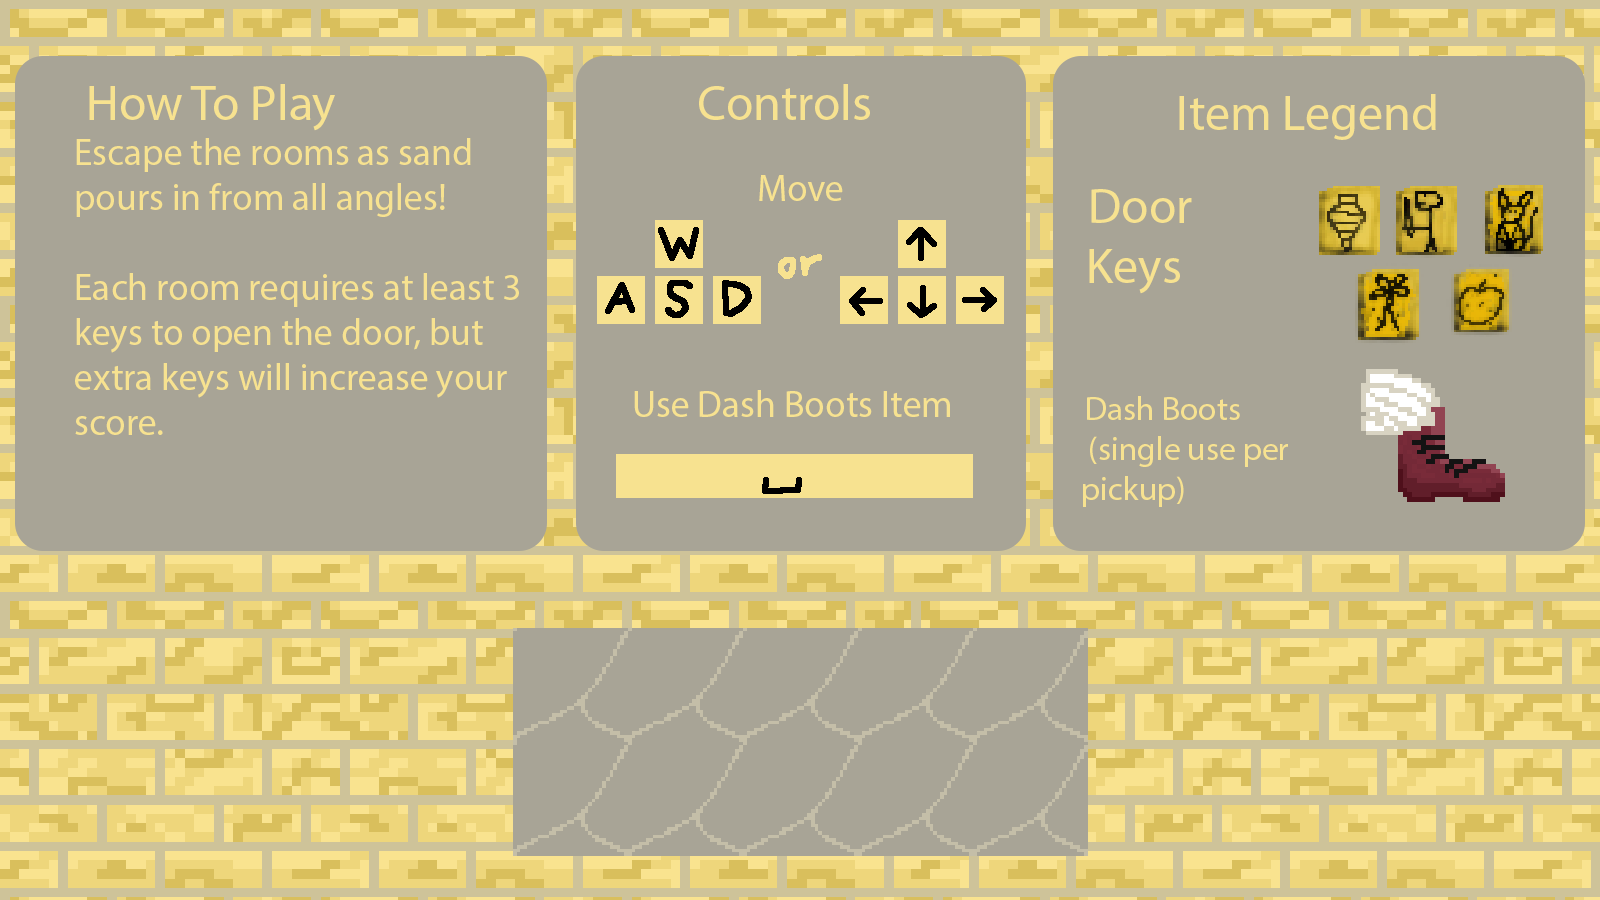 How To Play
Escape the rooms as sand
pours in from all angles!
Each room requires at least 3
keys to open the door, but
extra keys will increase your
score.
Controls
Move
W
A S D
or
↑
← ↓ →
Use Dash Boots Item
Item Legend
Door
Keys
Dash Boots
(single use per
pickup)